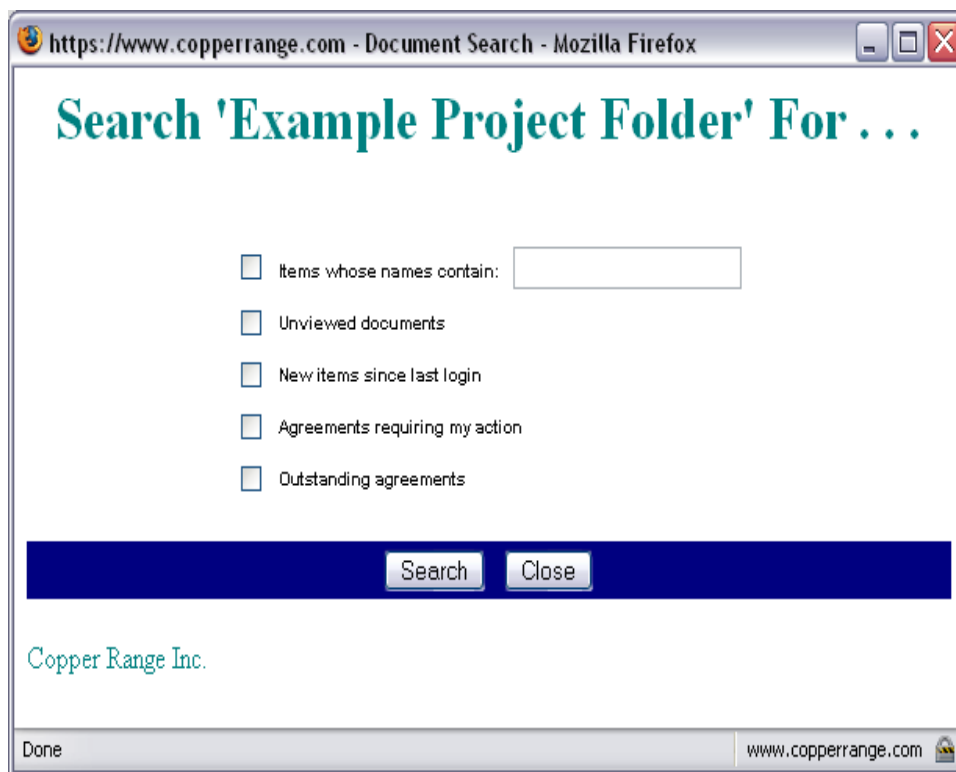 https://www.copperrange.com - Document Search - Mozilla Firefox
Search 'Example Project Folder' For . . .
Items whose names contain:
Unviewed documents
New items since last login
Agreements requiring my action
Outstanding agreements
Search Close
Copper Range Inc.
Done www.copperrange.com